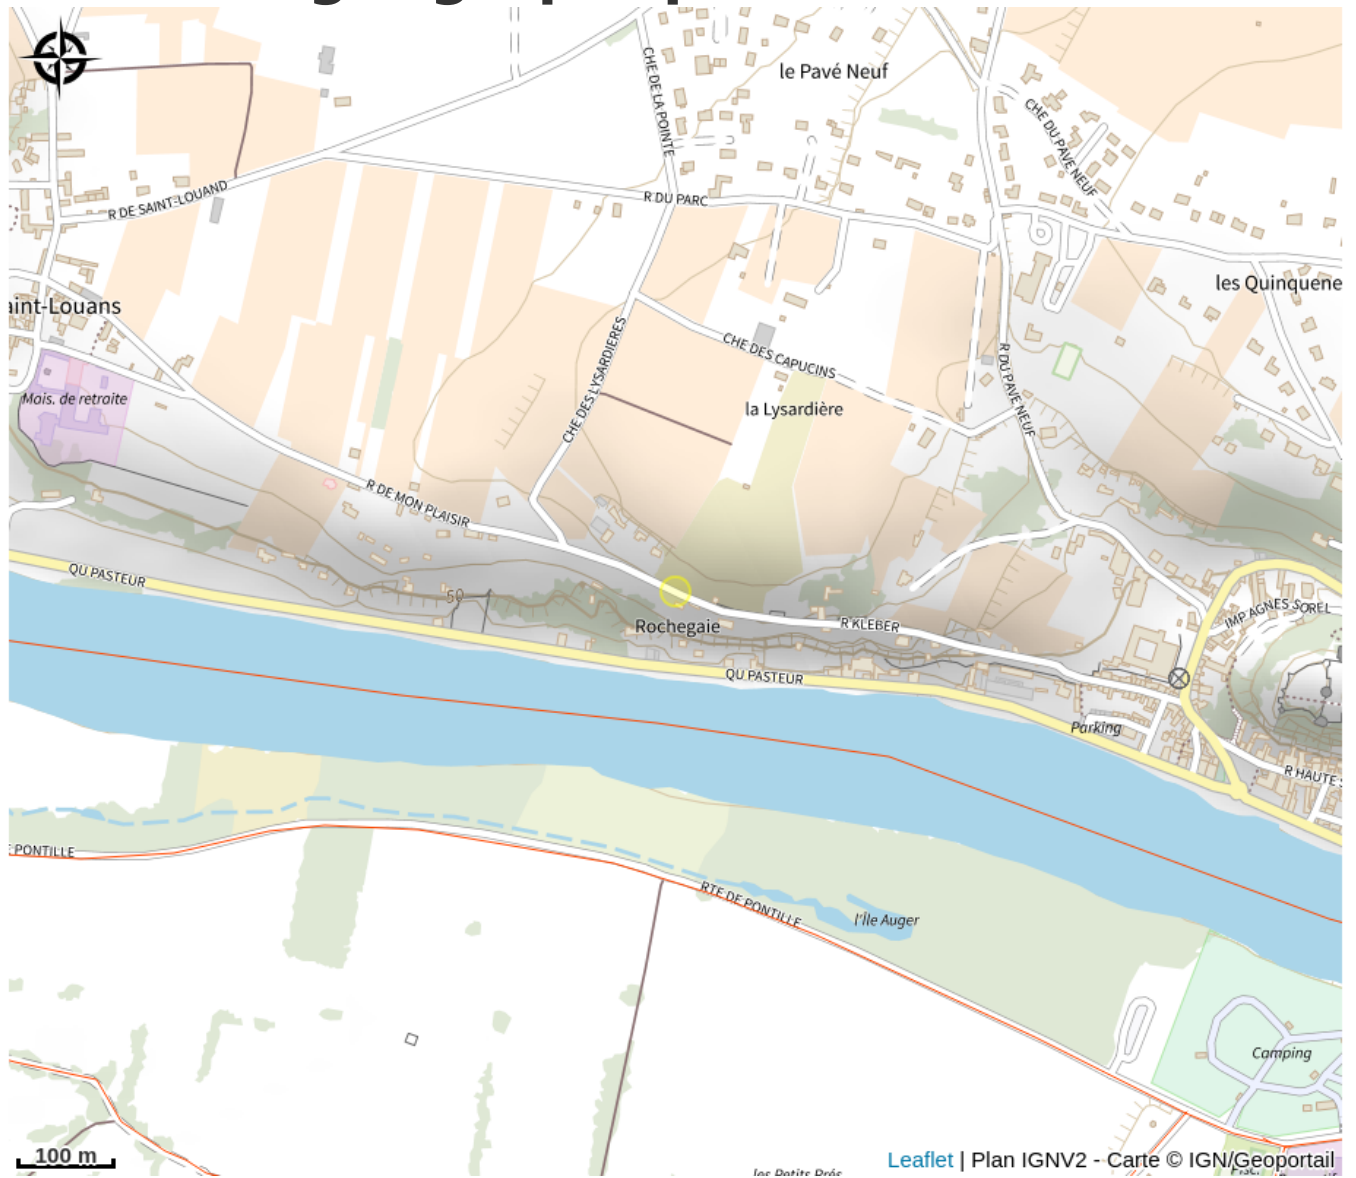 le Pavé Neuf
CHE DE LA POINTE
CHE DU PAVE NEUF
R DE SAINT-LOUAND
R DU PARC
les Quinquene
aint-Louans
CHE DES LYSARDIERES
CHE DES CAPUCINS
R DU PAVE NEUF
Mais. de retraite
la Lysardière
R DE MON PLAISIR
QU PASTEUR
50
IMP AGNES SOREL
Rochegaie
R KLEBER
QU PASTEUR
Parking
R HAUTE S
E PONTILLE
RTE DE PONTILLE
l'Île Auger
Camping
100 m
Leaflet | Plan IGNV2 - Carte © IGN/Geoportail
les Petits Prés